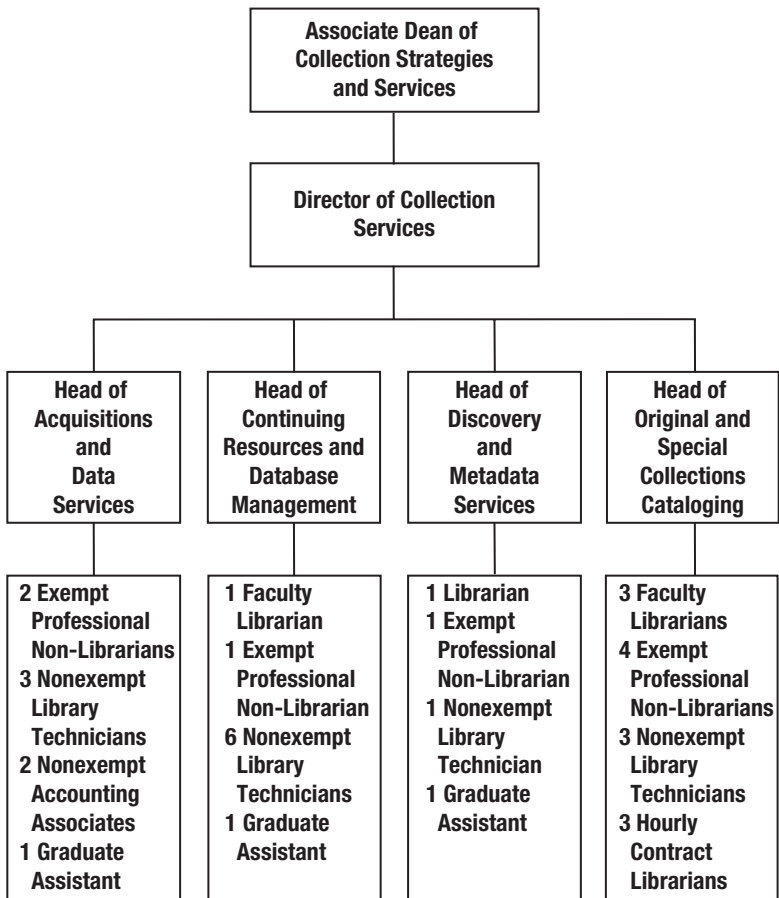 Associate Dean of
Collection Strategies
and Services
Director of Collection
Services
Head of
Acquisitions
and
Data
Services
Head of
Continuing
Resources and
Database
Management
Head of
Discovery
and
Metadata
Services
Head of
Original and
Special
Collections
Cataloging
2 Exempt
Professional
Non-Librarians
3 Nonexempt
Library
Technicians
2 Nonexempt
Accounting
Associates
1 Graduate
Assistant
1 Faculty
Librarian
1 Exempt
Professional
Non-Librarian
6 Nonexempt
Library
Technicians
1 Graduate
Assistant
1 Librarian
1 Exempt
Professional
Non-Librarian
1 Nonexempt
Library
Technician
1 Graduate
Assistant
3 Faculty
Librarians
4 Exempt
Professional
Non-Librarians
3 Nonexempt
Library
Technicians
3 Hourly
Contract
Librarians